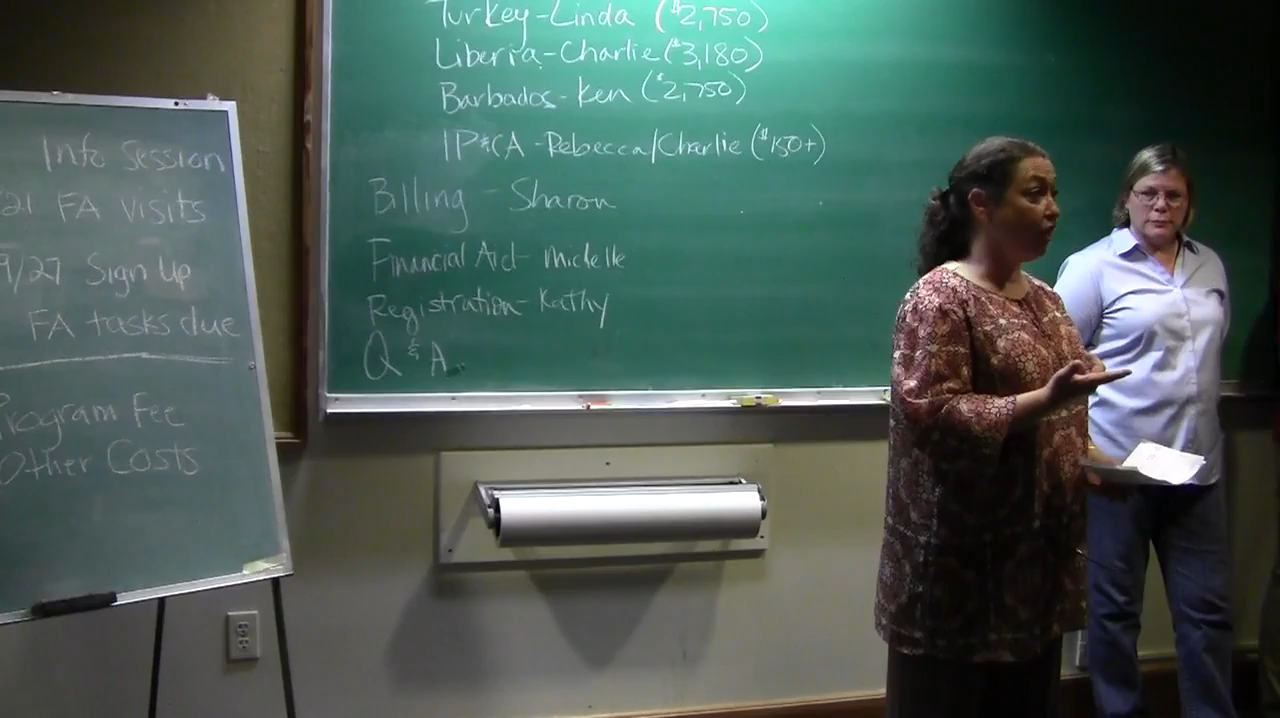 Turkey-Linda ($2,750)
Liberia-Charlie ($3,180)
Barbados-Ken ($2,750)
IP&CA-Rebecca/Charlie ($150+)
Billing - Sharon
Financial Aid- Michelle
Registration- Kathy
Q & A
Info Session
21 FA Visits
9/27 Sign Up
FA tasks due
Program Fee
Other Costs